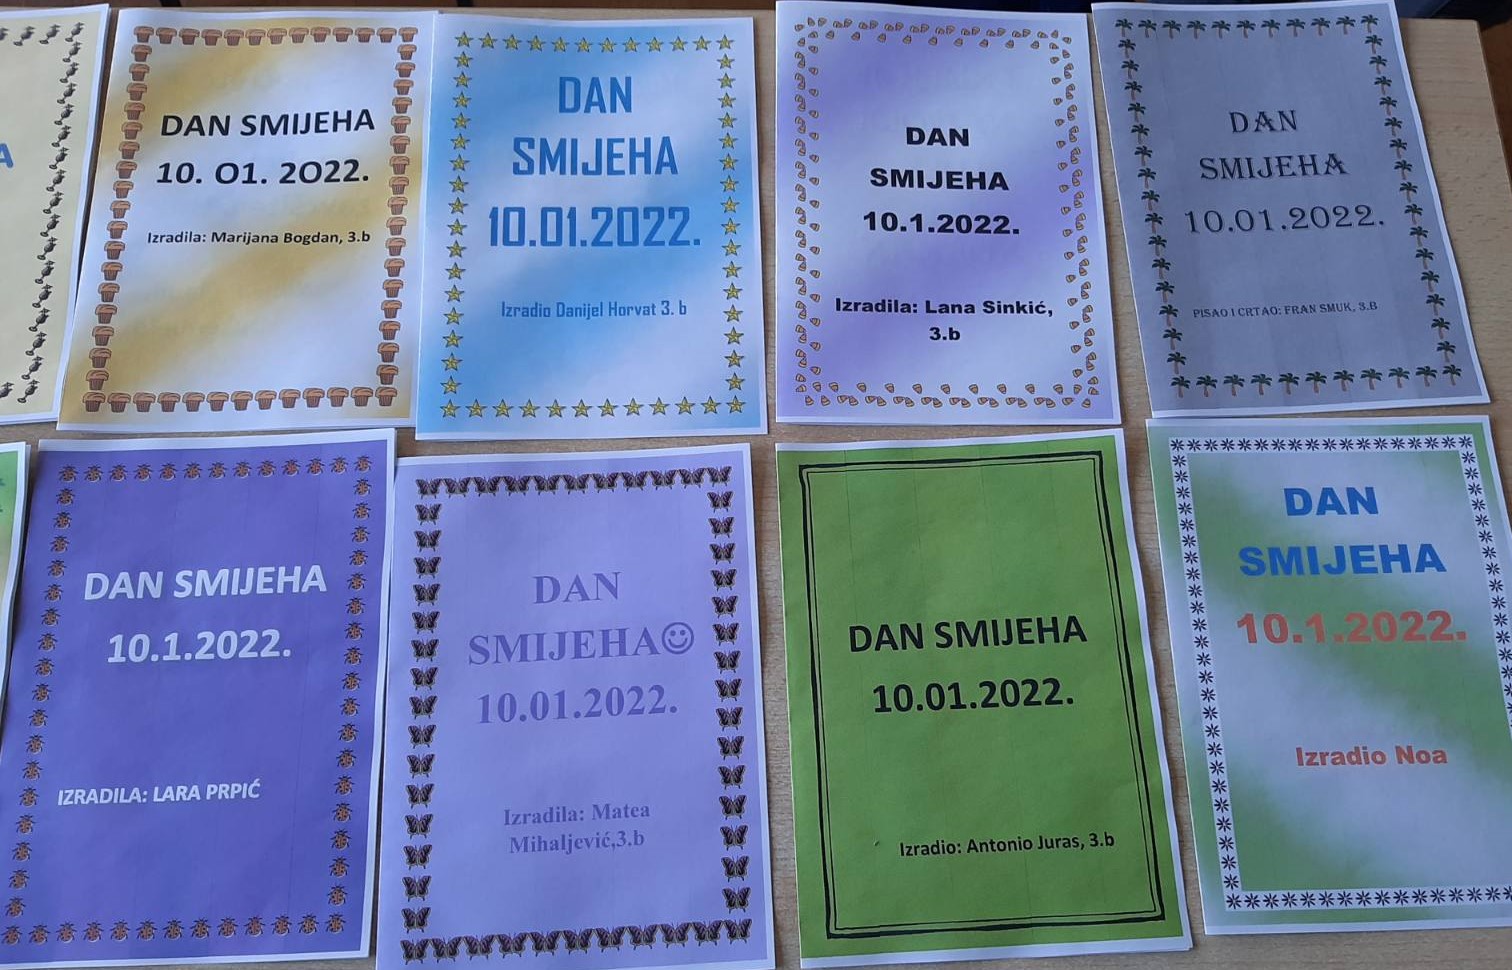 A
DAN SMIJEHA
10. O1. 2O22.
Izradila: Marijana Bogdan, 3.b
DAN
SMIJEHA
10.01.2022.
Izradio Danijel Horvat 3. b
DAN
SMIJEHA
10.1.2022.
Izradila: Lana Sinkić,
3.b
DAN
SMIJEHA
10.01.2022.
PISAO I CRTAO: FRAN SMUK, 3.B
DAN SMIJEHA
10.1.2022.
IZRADILA: LARA PRPIĆ
DAN
SMIJEHA☺
10.01.2022.
Izradila: Matea
Mihaljević,3.b
DAN SMIJEHA
10.01.2022.
Izradio: Antonio Juras, 3.b
DAN
SMIJEHA
10.1.2022.
Izradio Noa